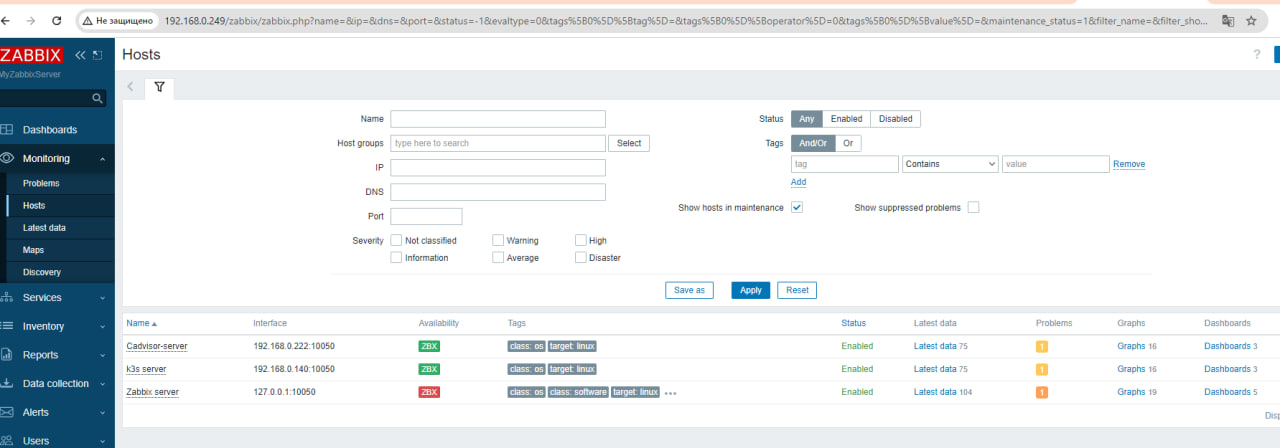 Не защищено 192.168.0.249/zabbix/zabbix.php?name=&ip=&dns=&port=&status=-1&evaltype=0&tags%5B0%5D%5Btag%5D=&tags%5B0%5D%5Boperator%5D=0&tags%5B0%5D%5Bvalue%5D=&maintenance_status=1&filter_name=&filter_sho...
ZABBIX
MyZabbixServer
Dashboards
Monitoring
Problems
Hosts
Latest data
Maps
Discovery
Services
Inventory
Reports
Data collection
Alerts
Users
Hosts ?
Name
Host groups type here to search Select
IP
DNS
Port
Severity Not classified Warning High
Information Average Disaster
Status Any Enabled Disabled
Tags And/Or Or
tag Contains value Remove
Add
Show hosts in maintenance Show suppressed problems
Save as Apply Reset
Name Interface Availability Tags Status Latest data Problems Graphs Dashboards
Cadvisor-server 192.168.0.222:10050 ZBX class: os target: linux Enabled Latest data 75 1 Graphs 16 Dashboards 3
k3s server 192.168.0.140:10050 ZBX class: os target: linux Enabled Latest data 75 1 Graphs 16 Dashboards 3
Zabbix server 127.0.0.1:10050 ZBX class: os class: software target: linux ••• Enabled Latest data 104 1 Graphs 19 Dashboards 5